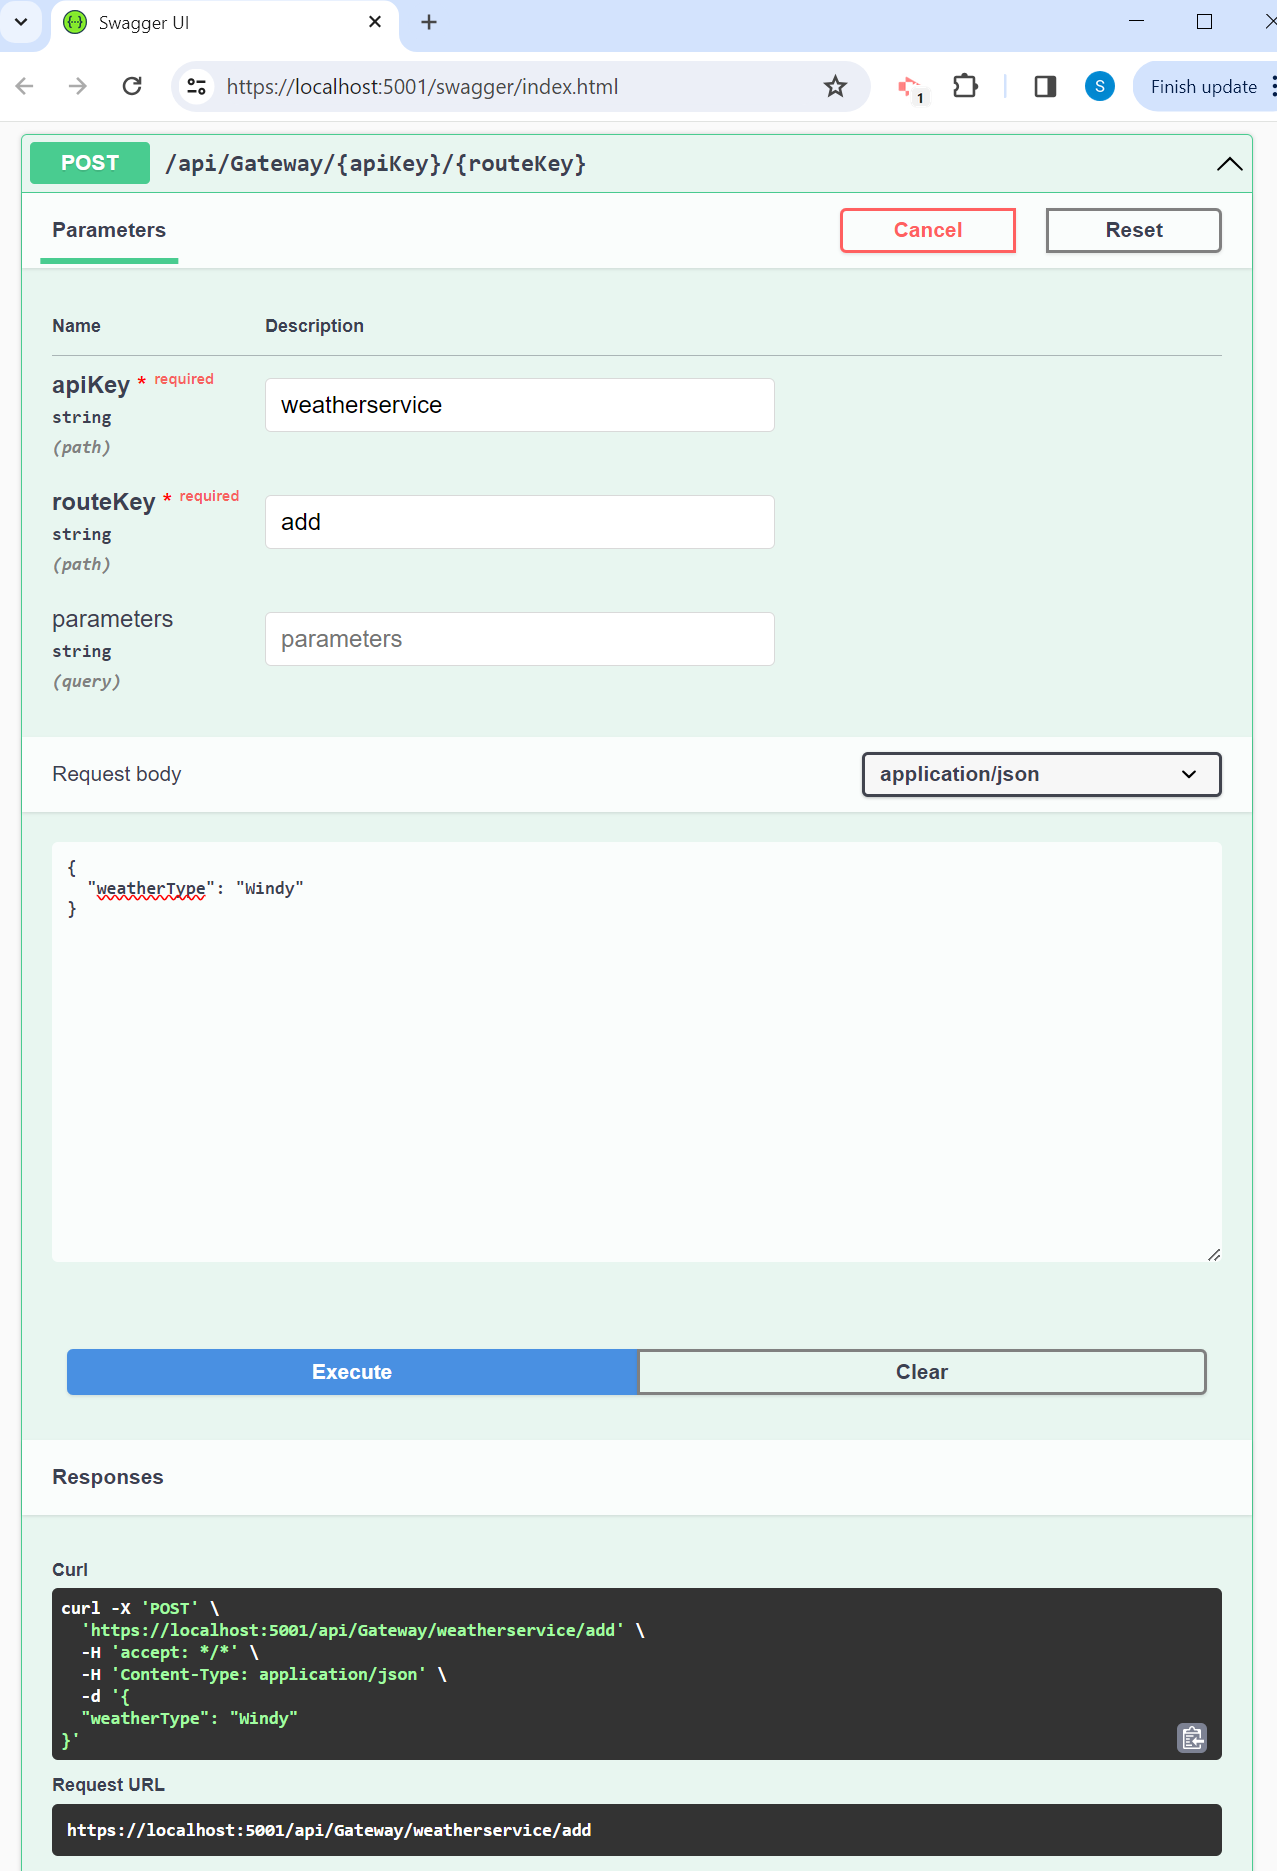 Swagger UI
https://localhost:5001/swagger/index.html
1
S
Finish update
POST /api/Gateway/{apiKey}/{routeKey}
Parameters
Cancel
Reset
Name
Description
apiKey * required
string
(path)
weatherservice
routeKey * required
string
(path)
add
parameters
string
(query)
parameters
Request body
application/json
{
  "weatherType": "Windy"
}
Execute
Clear
Responses
Curl
curl -X 'POST' \
  'https://localhost:5001/api/Gateway/weatherservice/add' \
  -H 'accept: */*' \
  -H 'Content-Type: application/json' \
  -d '{
  "weatherType": "Windy"
}'
Request URL
https://localhost:5001/api/Gateway/weatherservice/add